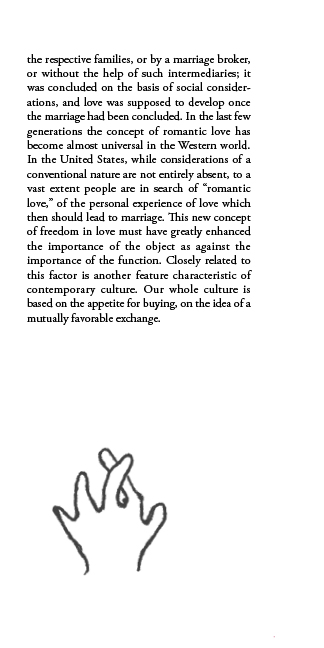 the respective families, or by a marriage broker,
or without the help of such intermediaries; it
was concluded on the basis of social consider-
ations, and love was supposed to develop once
the marriage had been concluded. In the last few
generations the concept of romantic love has
become almost universal in the Western world.
In the United States, while considerations of a
conventional nature are not entirely absent, to a
vast extent people are in search of “romantic
love,” of the personal experience of love which
then should lead to marriage. This new concept
of freedom in love must have greatly enhanced
the importance of the object as against the
importance of the function. Closely related to
this factor is another feature characteristic of
contemporary culture. Our whole culture is
based on the appetite for buying, on the idea of a
mutually favorable exchange.